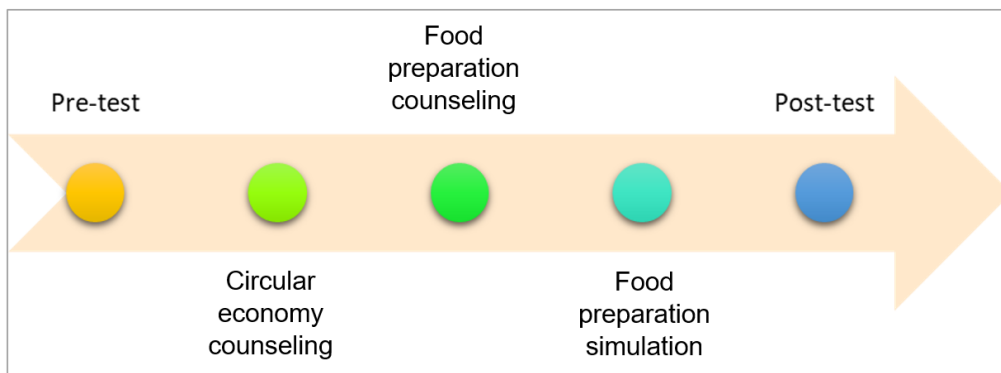 Pre-test
Circular
economy
counseling
Food
preparation
counseling
Food
preparation
simulation
Post-test